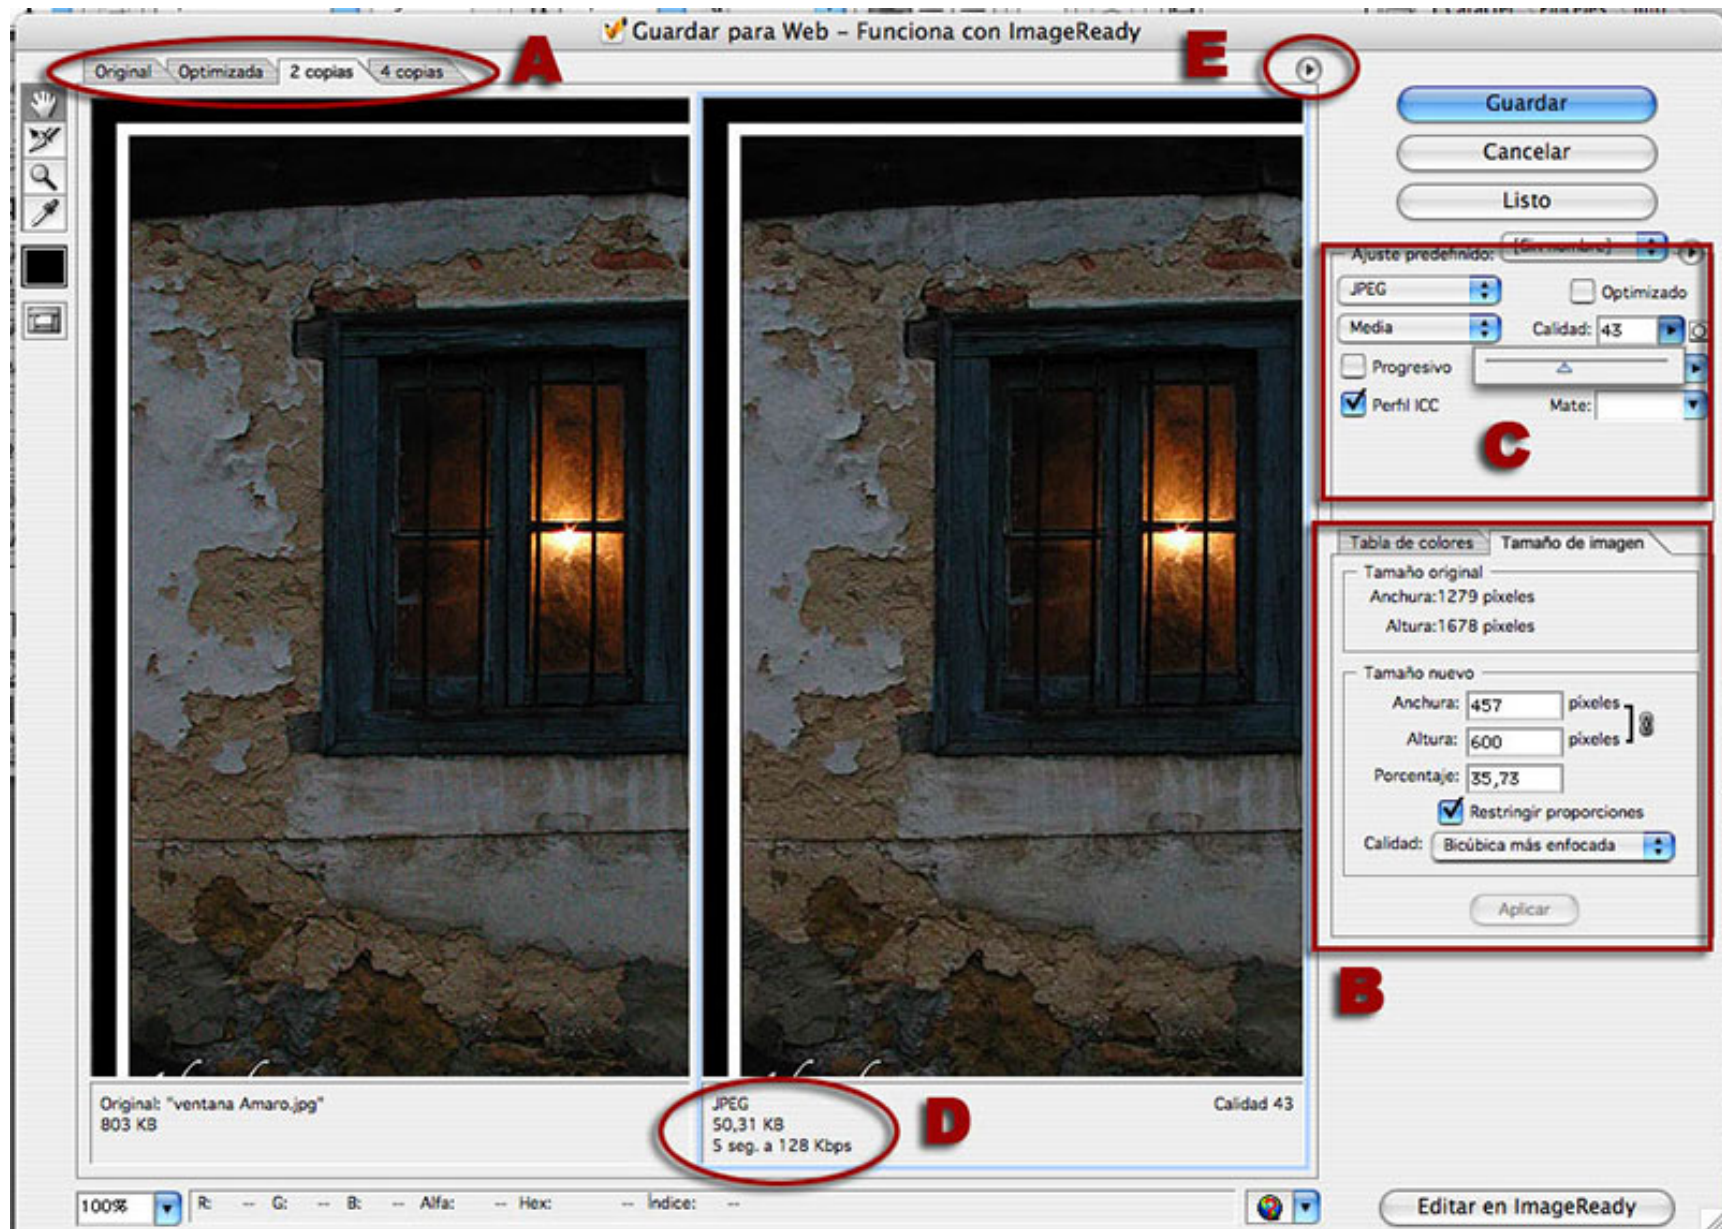 Guardar para Web – Funciona con ImageReady
A
E
Original Optimizada 2 copias 4 copias
Guardar
Cancelar
Listo
Ajuste predefinido: [Sin nombre]
JPEG Optimizado
Media Calidad: 43
Progresivo
Perfil ICC Mate:
C
Tabla de colores Tamaño de imagen
Tamaño original
Anchura:1279 píxeles
Altura:1678 píxeles
Tamaño nuevo
Anchura: 457 píxeles
Altura: 600 píxeles
Porcentaje: 35,73
Restringir proporciones
Calidad: Bicúbica más enfocada
Aplicar
B
Original: "ventana Amaro.jpg"
803 KB
JPEG
50,31 KB
5 seg. a 128 Kbps
Calidad 43
D
100% R: -- G: -- B: -- Alfa: -- Hex: -- Índice: --
Editar en ImageReady